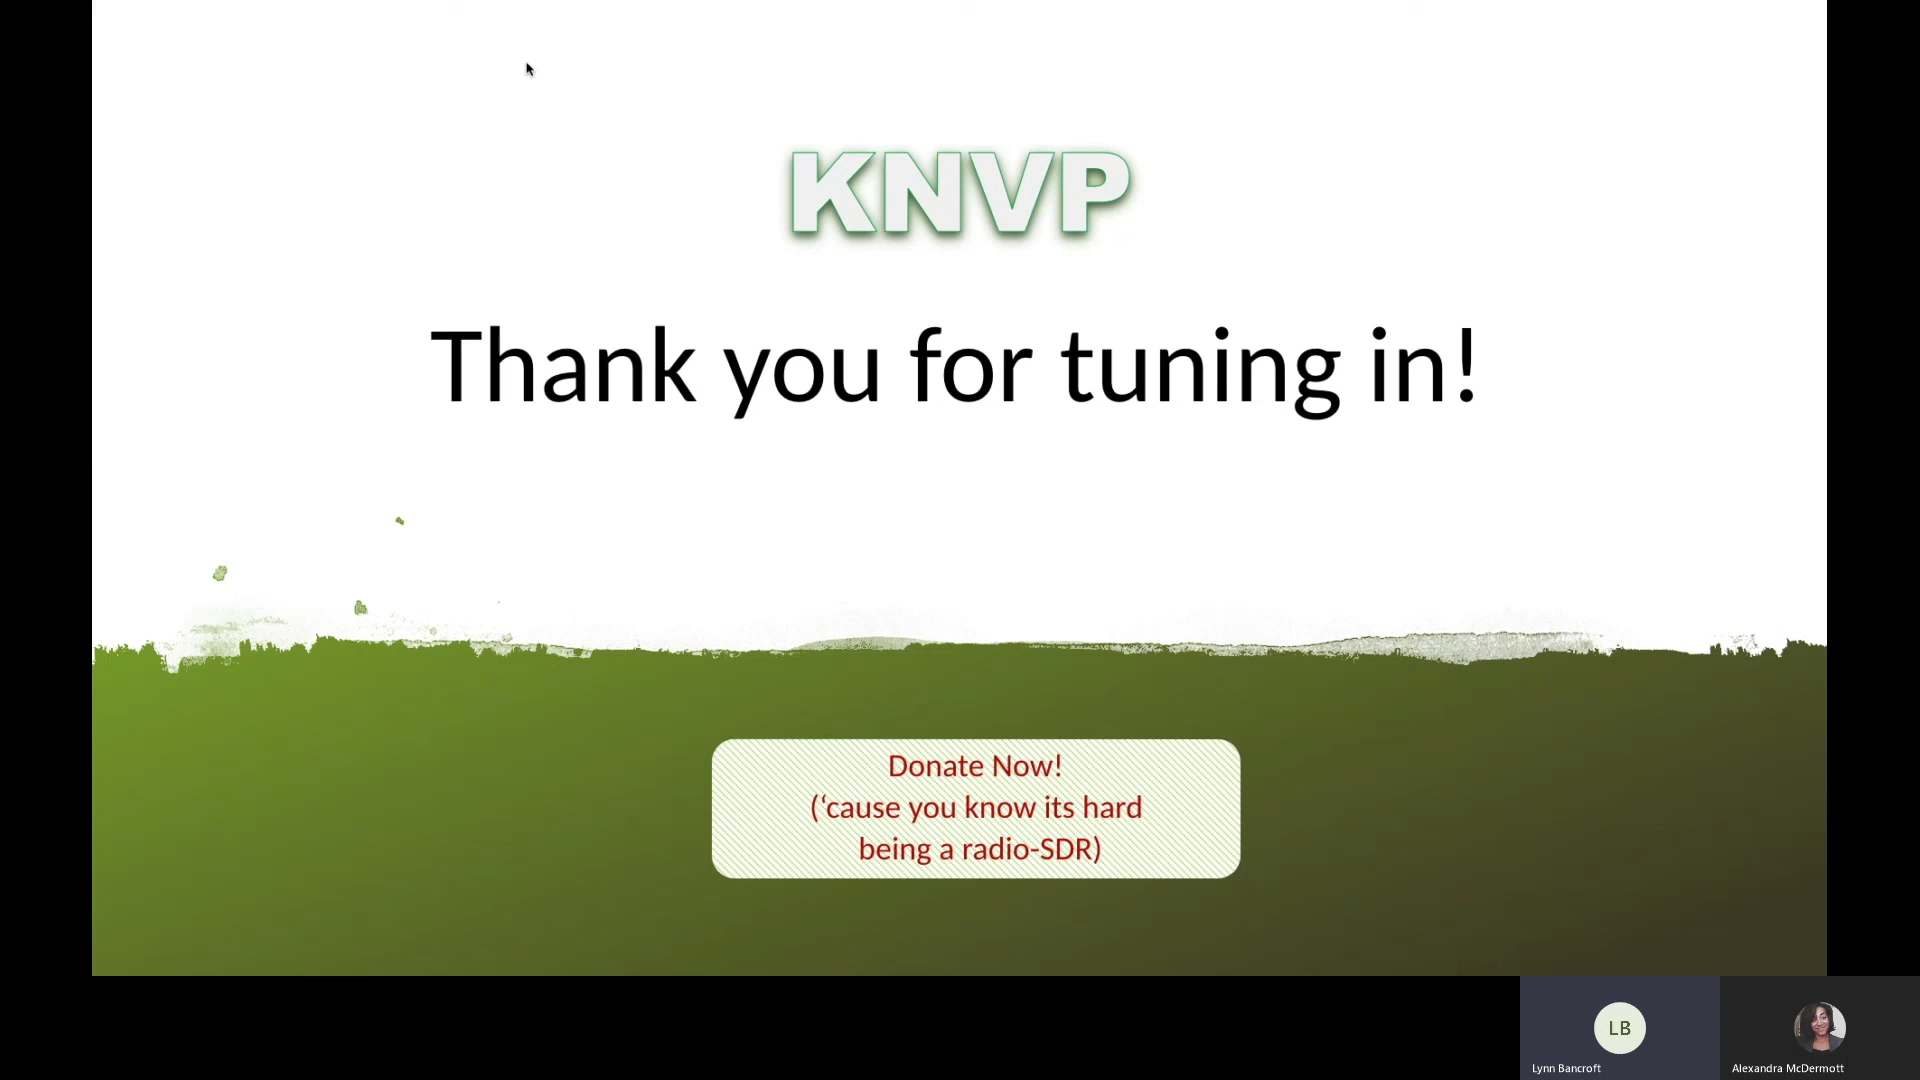 KNVP
Thank you for tuning in!
Donate Now!
(‘cause you know its hard
being a radio-SDR)
LB
Lynn Bancroft
Alexandra McDermott